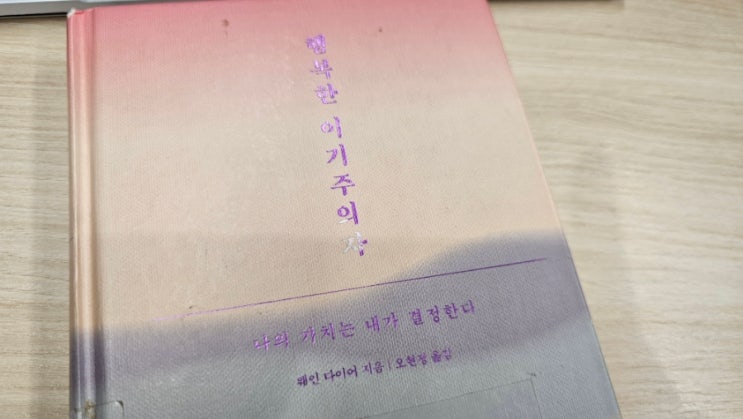 행복한 이기주의자
나의 가치는 내가 결정한다
웨인 다이어 지음 | 오현정 옮김